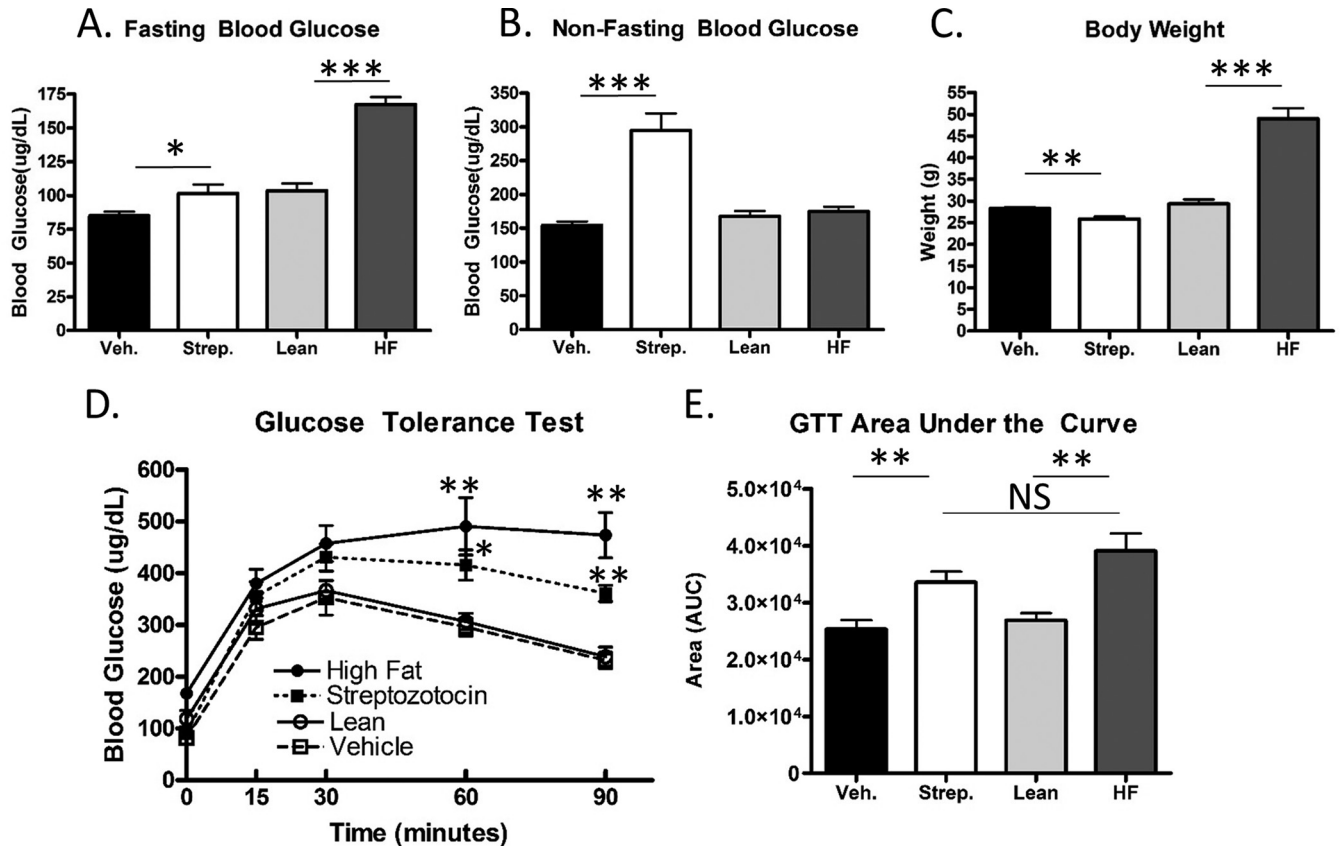 A. Fasting Blood Glucose
***
*
Blood Glucose(ug/dL)
175
150
125
100
75
50
25
0
Veh. Strep. Lean HF
B. Non-Fasting Blood Glucose
***
Blood Glucose(ug/dL)
350
300
250
200
150
100
50
0
Veh. Strep. Lean HF
C. Body Weight
***
**
Weight (g)
55
50
45
40
35
30
25
20
15
10
5
0
Veh. Strep. Lean HF
D. Glucose Tolerance Test
** **
*
**
Blood Glucose (ug/dL)
600
500
400
300
200
100
0
High Fat
Streptozotocin
Lean
Vehicle
0 15 30 60 90
Time (minutes)
E. GTT Area Under the Curve
** **
NS
Area (AUC)
5.0×10⁴
4.0×10⁴
3.0×10⁴
2.0×10⁴
1.0×10⁴
0
Veh. Strep. Lean HF